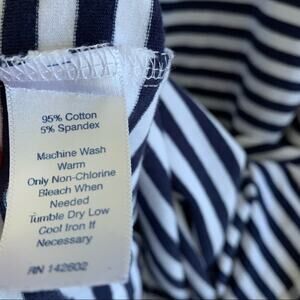 95% Cotton
5% Spandex
Machine Wash
Warm
Only Non-Chlorine
Bleach When
Needed
Tumble Dry Low
Cool Iron If
Necessary
RN 142602